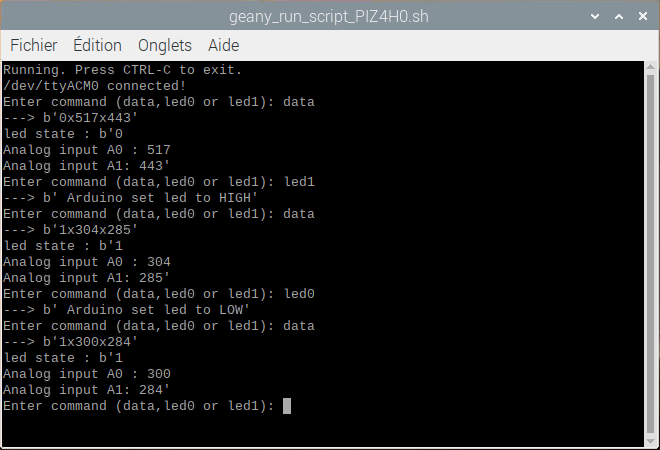 geany_run_script_PIZ4H0.sh
Fichier Édition Onglets Aide
Running. Press CTRL-C to exit.
/dev/ttyACM0 connected!
Enter command (data,led0 or led1): data
---> b'0x517x443'
led state : b'0
Analog input A0 : 517
Analog input A1: 443'
Enter command (data,led0 or led1): led1
---> b' Arduino set led to HIGH'
Enter command (data,led0 or led1): data
---> b'1x304x285'
led state : b'1
Analog input A0 : 304
Analog input A1: 285'
Enter command (data,led0 or led1): led0
---> b' Arduino set led to LOW'
Enter command (data,led0 or led1): data
---> b'1x300x284'
led state : b'1
Analog input A0 : 300
Analog input A1: 284'
Enter command (data,led0 or led1):